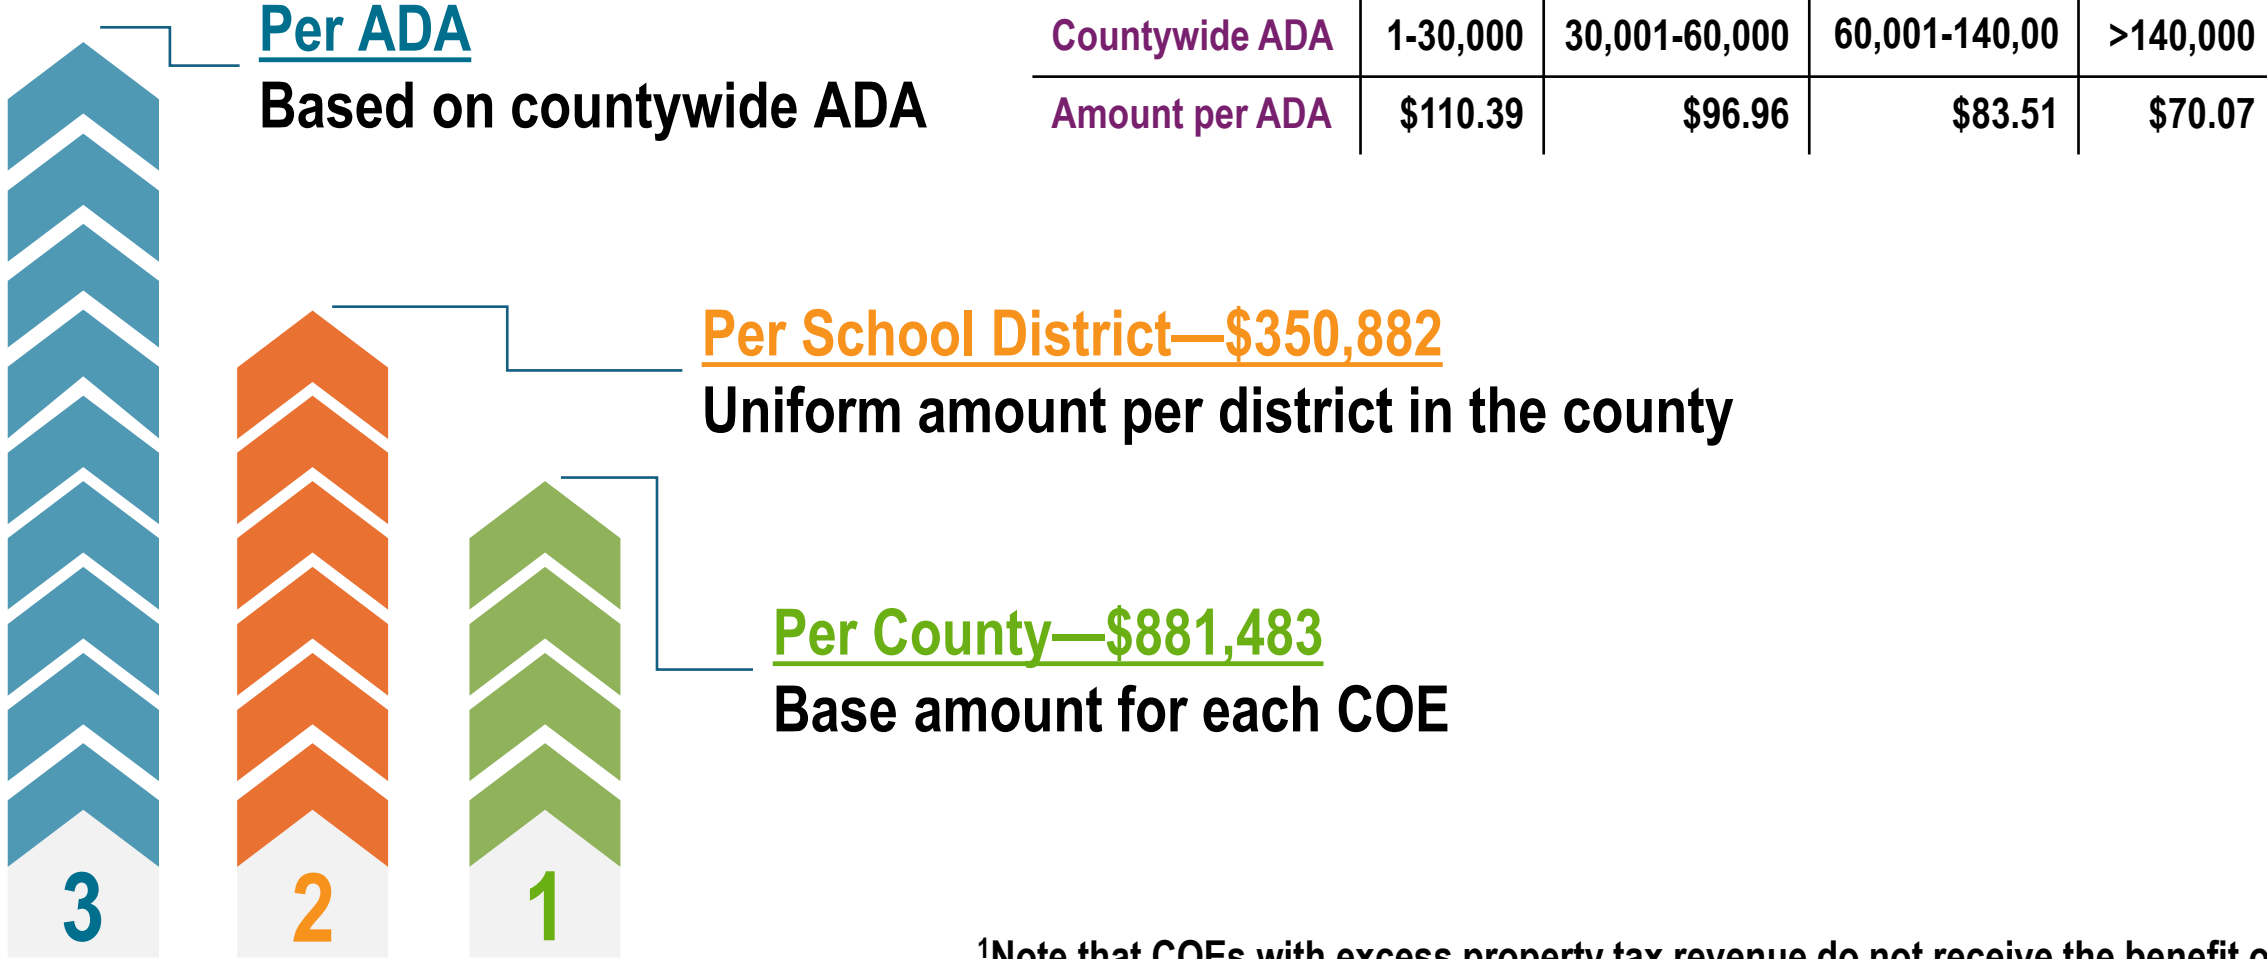 Per ADA
Based on countywide ADA
Countywide ADA 1-30,000 30,001-60,000 60,001-140,00 >140,000
Amount per ADA $110.39 $96.96 $83.51 $70.07
Per School District—$350,882
Uniform amount per district in the county
Per County—$881,483
Base amount for each COE
3 2 1
¹Note that COEs with excess property tax revenue do not receive the benefit